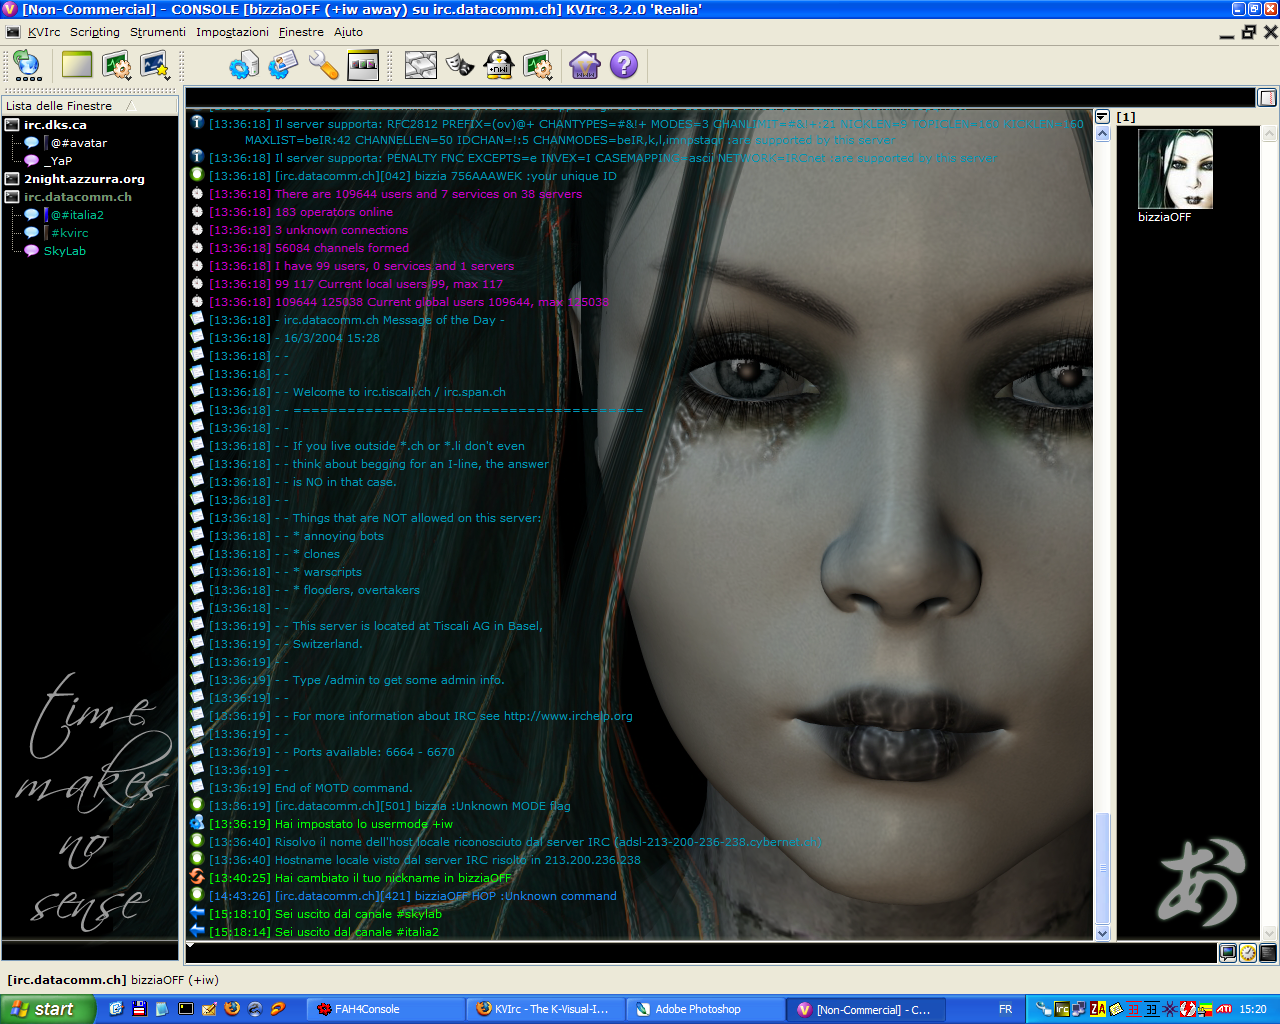 [Non-Commercial] - CONSOLE [bizziaOFF (+iw away) su irc.datacomm.ch] KVIrc 3.2.0 'Realia'
KVIrc Scripting Strumenti Impostazioni Finestre Aiuto
Lista delle Finestre
irc.dks.ca
@#avatar
_YaP
2night.azzurra.org
irc.datacomm.ch
@#italia2
#kvirc
SkyLab
time
makes
no
sense
[13:36:18] Il server supporta: RFC2812 PREFIX=(ov)@+ CHANTYPES=#&!+ MODES=3 CHANLIMIT=#&!+:21 NICKLEN=9 TOPICLEN=160 KICKLEN=160
MAXLIST=beIR:42 CHANNELLEN=50 IDCHAN=!:5 CHANMODES=beIR,k,l,imnpstaqr :are supported by this server
[13:36:18] Il server supporta: PENALTY FNC EXCEPTS=e INVEX=I CASEMAPPING=ascii NETWORK=IRCnet :are supported by this server
[13:36:18] [irc.datacomm.ch][042] bizzia 756AAAWEK :your unique ID
[13:36:18] There are 109644 users and 7 services on 38 servers
[13:36:18] 183 operators online
[13:36:18] 3 unknown connections
[13:36:18] 56084 channels formed
[13:36:18] I have 99 users, 0 services and 1 servers
[13:36:18] 99 117 Current local users 99, max 117
[13:36:18] 109644 125038 Current global users 109644, max 125038
[13:36:18] - irc.datacomm.ch Message of the Day -
[13:36:18] - 16/3/2004 15:28
[13:36:18] - -
[13:36:18] - -
[13:36:18] - - Welcome to irc.tiscali.ch / irc.span.ch
[13:36:18] - - =======================================
[13:36:18] - -
[13:36:18] - - If you live outside *.ch or *.li don't even
[13:36:18] - - think about begging for an I-line, the answer
[13:36:18] - - is NO in that case.
[13:36:18] - -
[13:36:18] - - Things that are NOT allowed on this server:
[13:36:18] - - * annoying bots
[13:36:18] - - * clones
[13:36:18] - - * warscripts
[13:36:18] - - * flooders, overtakers
[13:36:18] - -
[13:36:19] - - This server is located at Tiscali AG in Basel,
[13:36:19] - - Switzerland.
[13:36:19] - -
[13:36:19] - - Type /admin to get some admin info.
[13:36:19] - -
[13:36:19] - - For more information about IRC see http://www.irchelp.org
[13:36:19] - -
[13:36:19] - - Ports available: 6664 - 6670
[13:36:19] - -
[13:36:19] End of MOTD command.
[13:36:19] [irc.datacomm.ch][501] bizzia :Unknown MODE flag
[13:36:19] Hai impostato lo usermode +iw
[13:36:40] Risolvo il nome dell'host locale riconosciuto dal server IRC (adsl-213-200-236-238.cybernet.ch)
[13:36:40] Hostname locale visto dal server IRC risolto in 213.200.236.238
[13:40:25] Hai cambiato il tuo nickname in bizziaOFF
[14:43:26] [irc.datacomm.ch][421] bizziaOFF HOP :Unknown command
[15:18:10] Sei uscito dal canale #skylab
[15:18:14] Sei uscito dal canale #italia2
[1]
bizziaOFF
あ
[irc.datacomm.ch] bizziaOFF (+iw)
start
FAH4Console
KVIrc - The K-Visual-I...
Adobe Photoshop
[Non-Commercial] - C...
FR
15:20